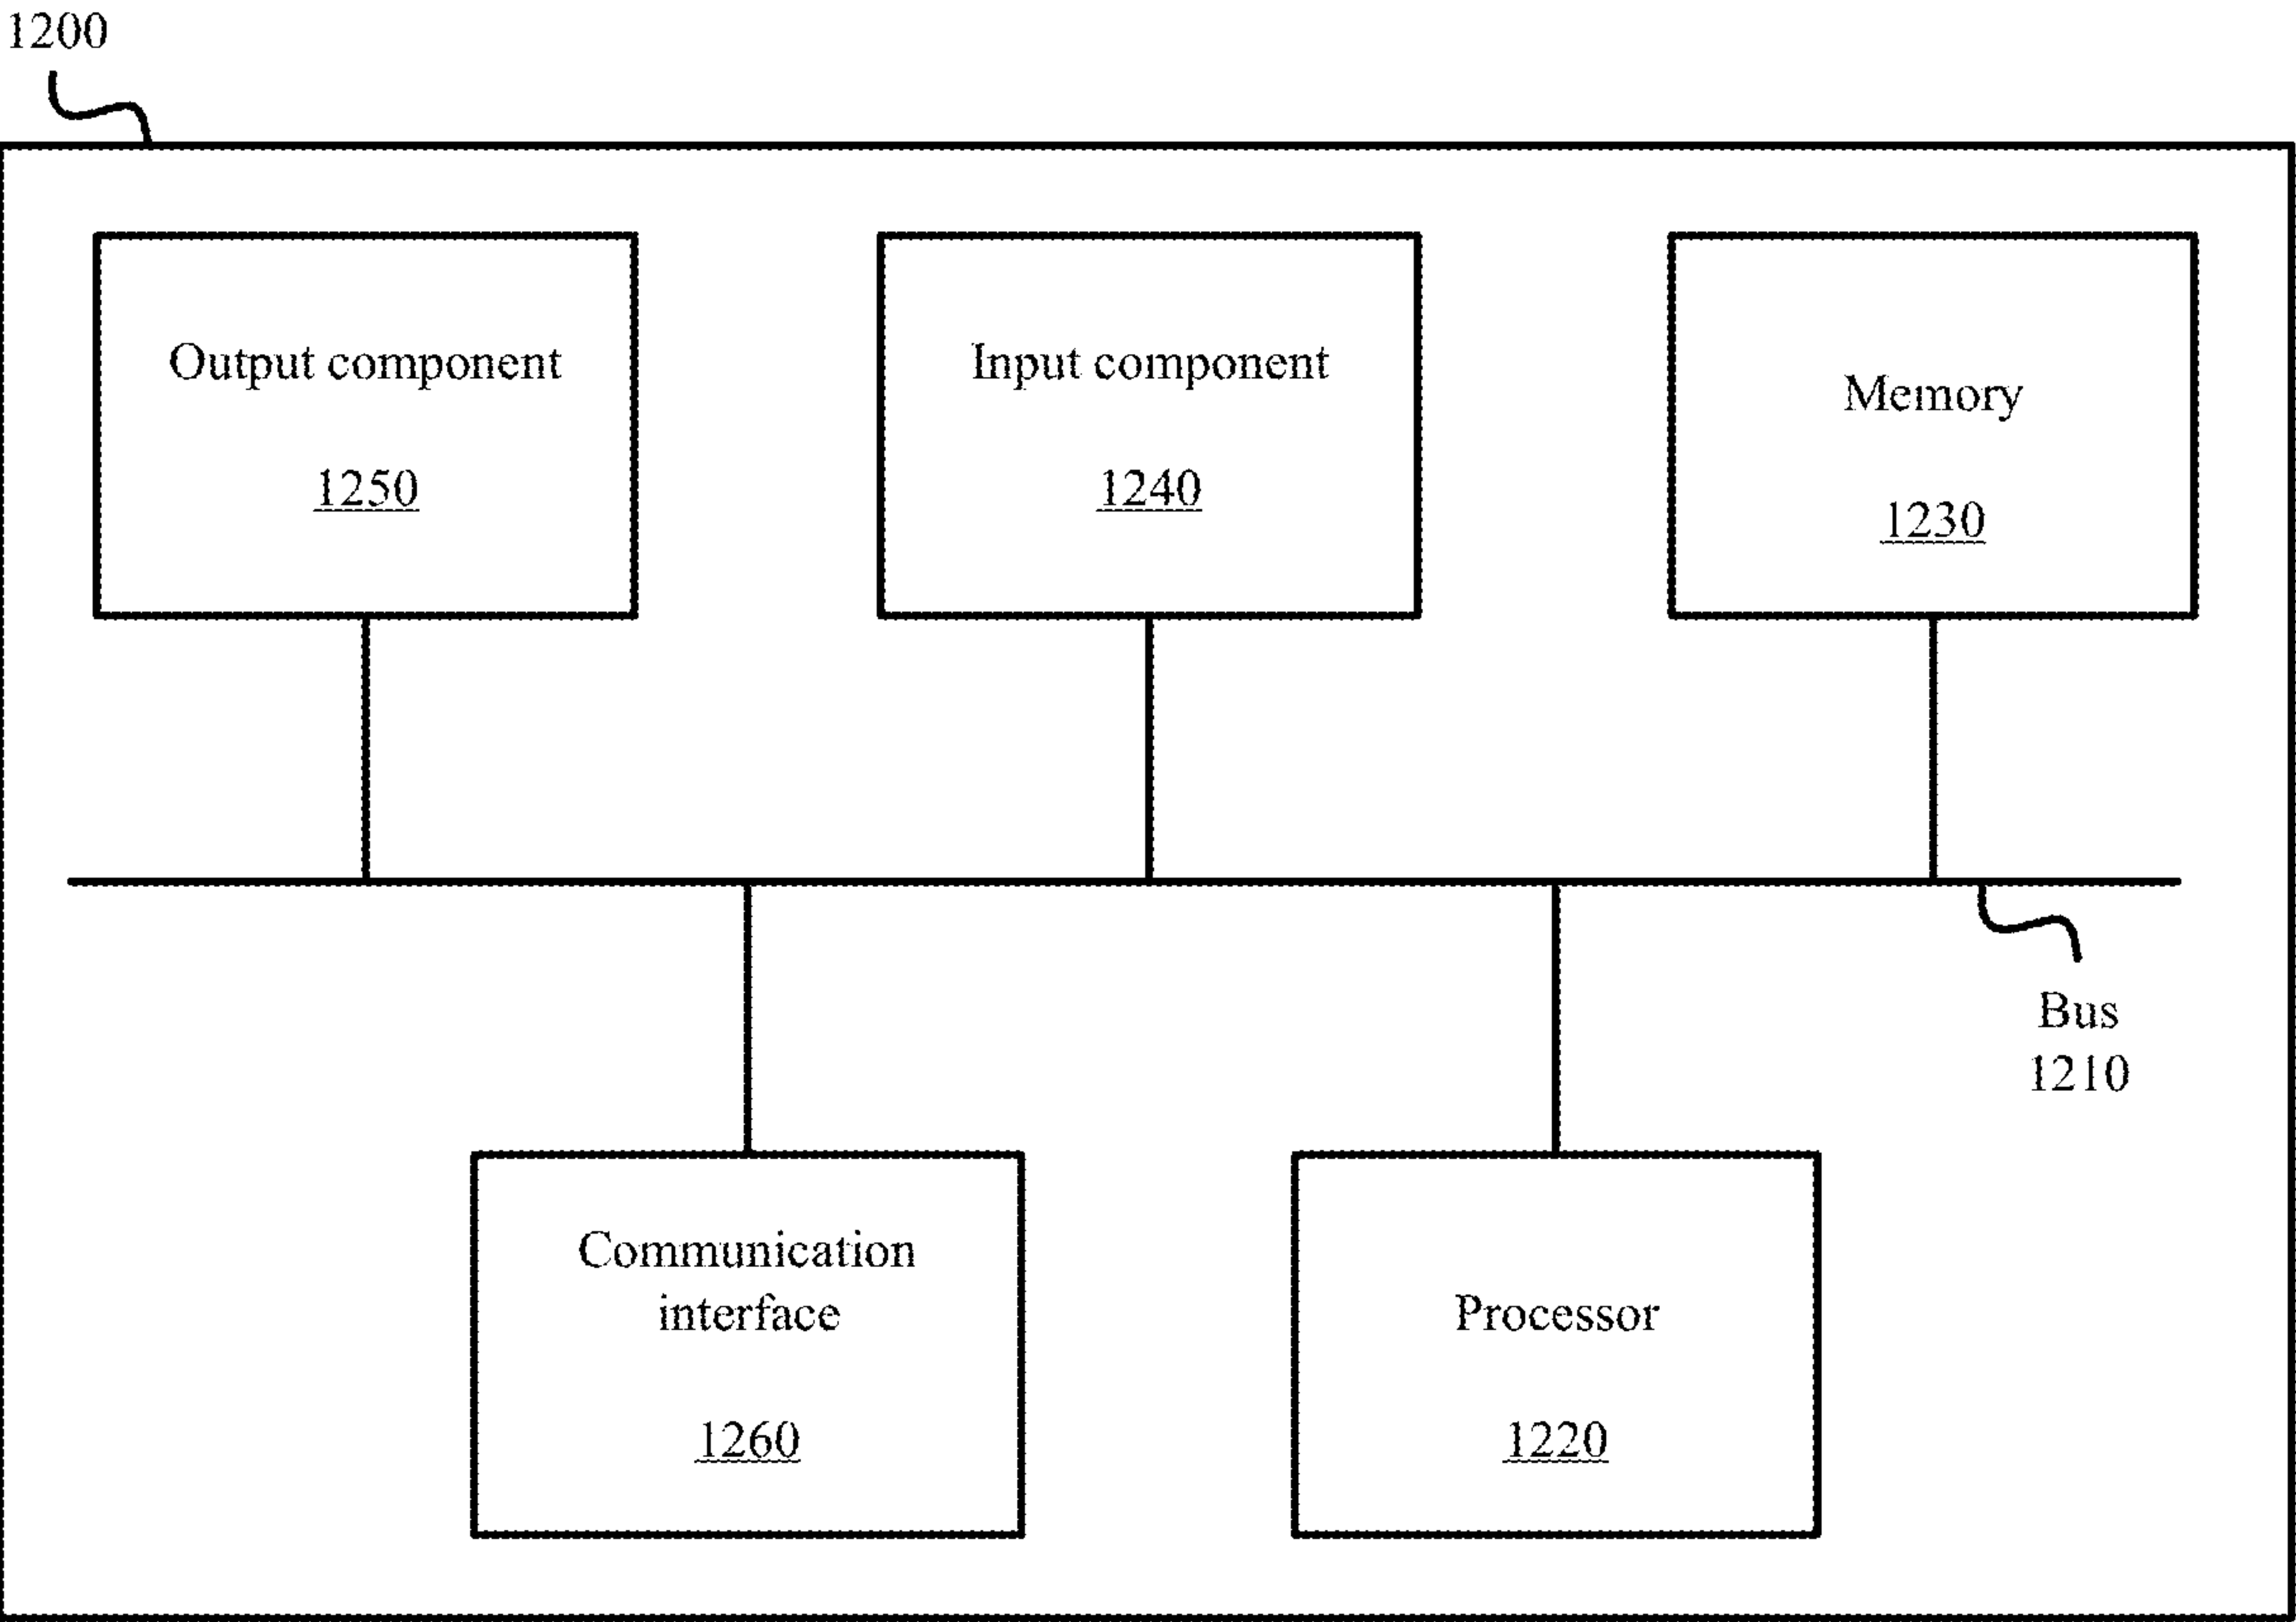 1200
Output component
1250
Input component
1240
Memory
1230
Bus
1210
Communication
interface
1260
Processor
1220